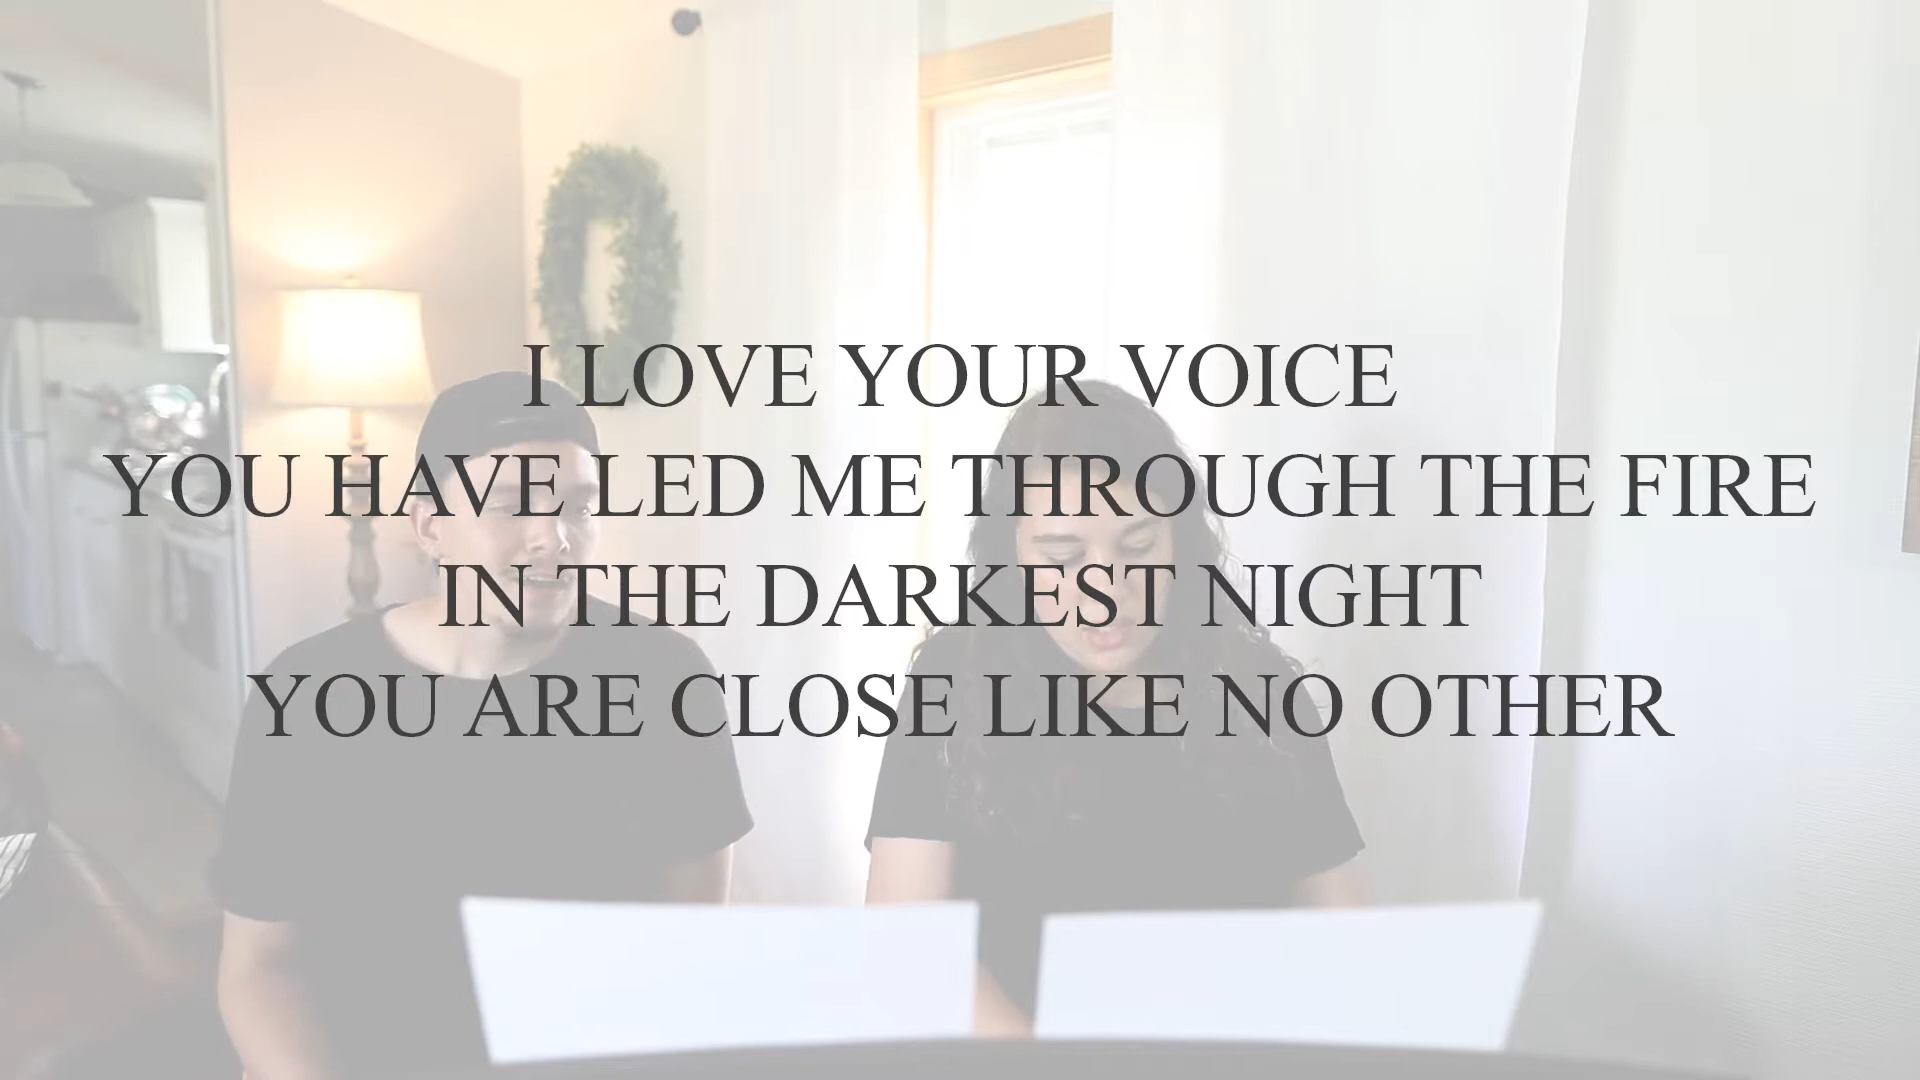 I LOVE YOUR VOICE
YOU HAVE LED ME THROUGH THE FIRE
IN THE DARKEST NIGHT
YOU ARE CLOSE LIKE NO OTHER